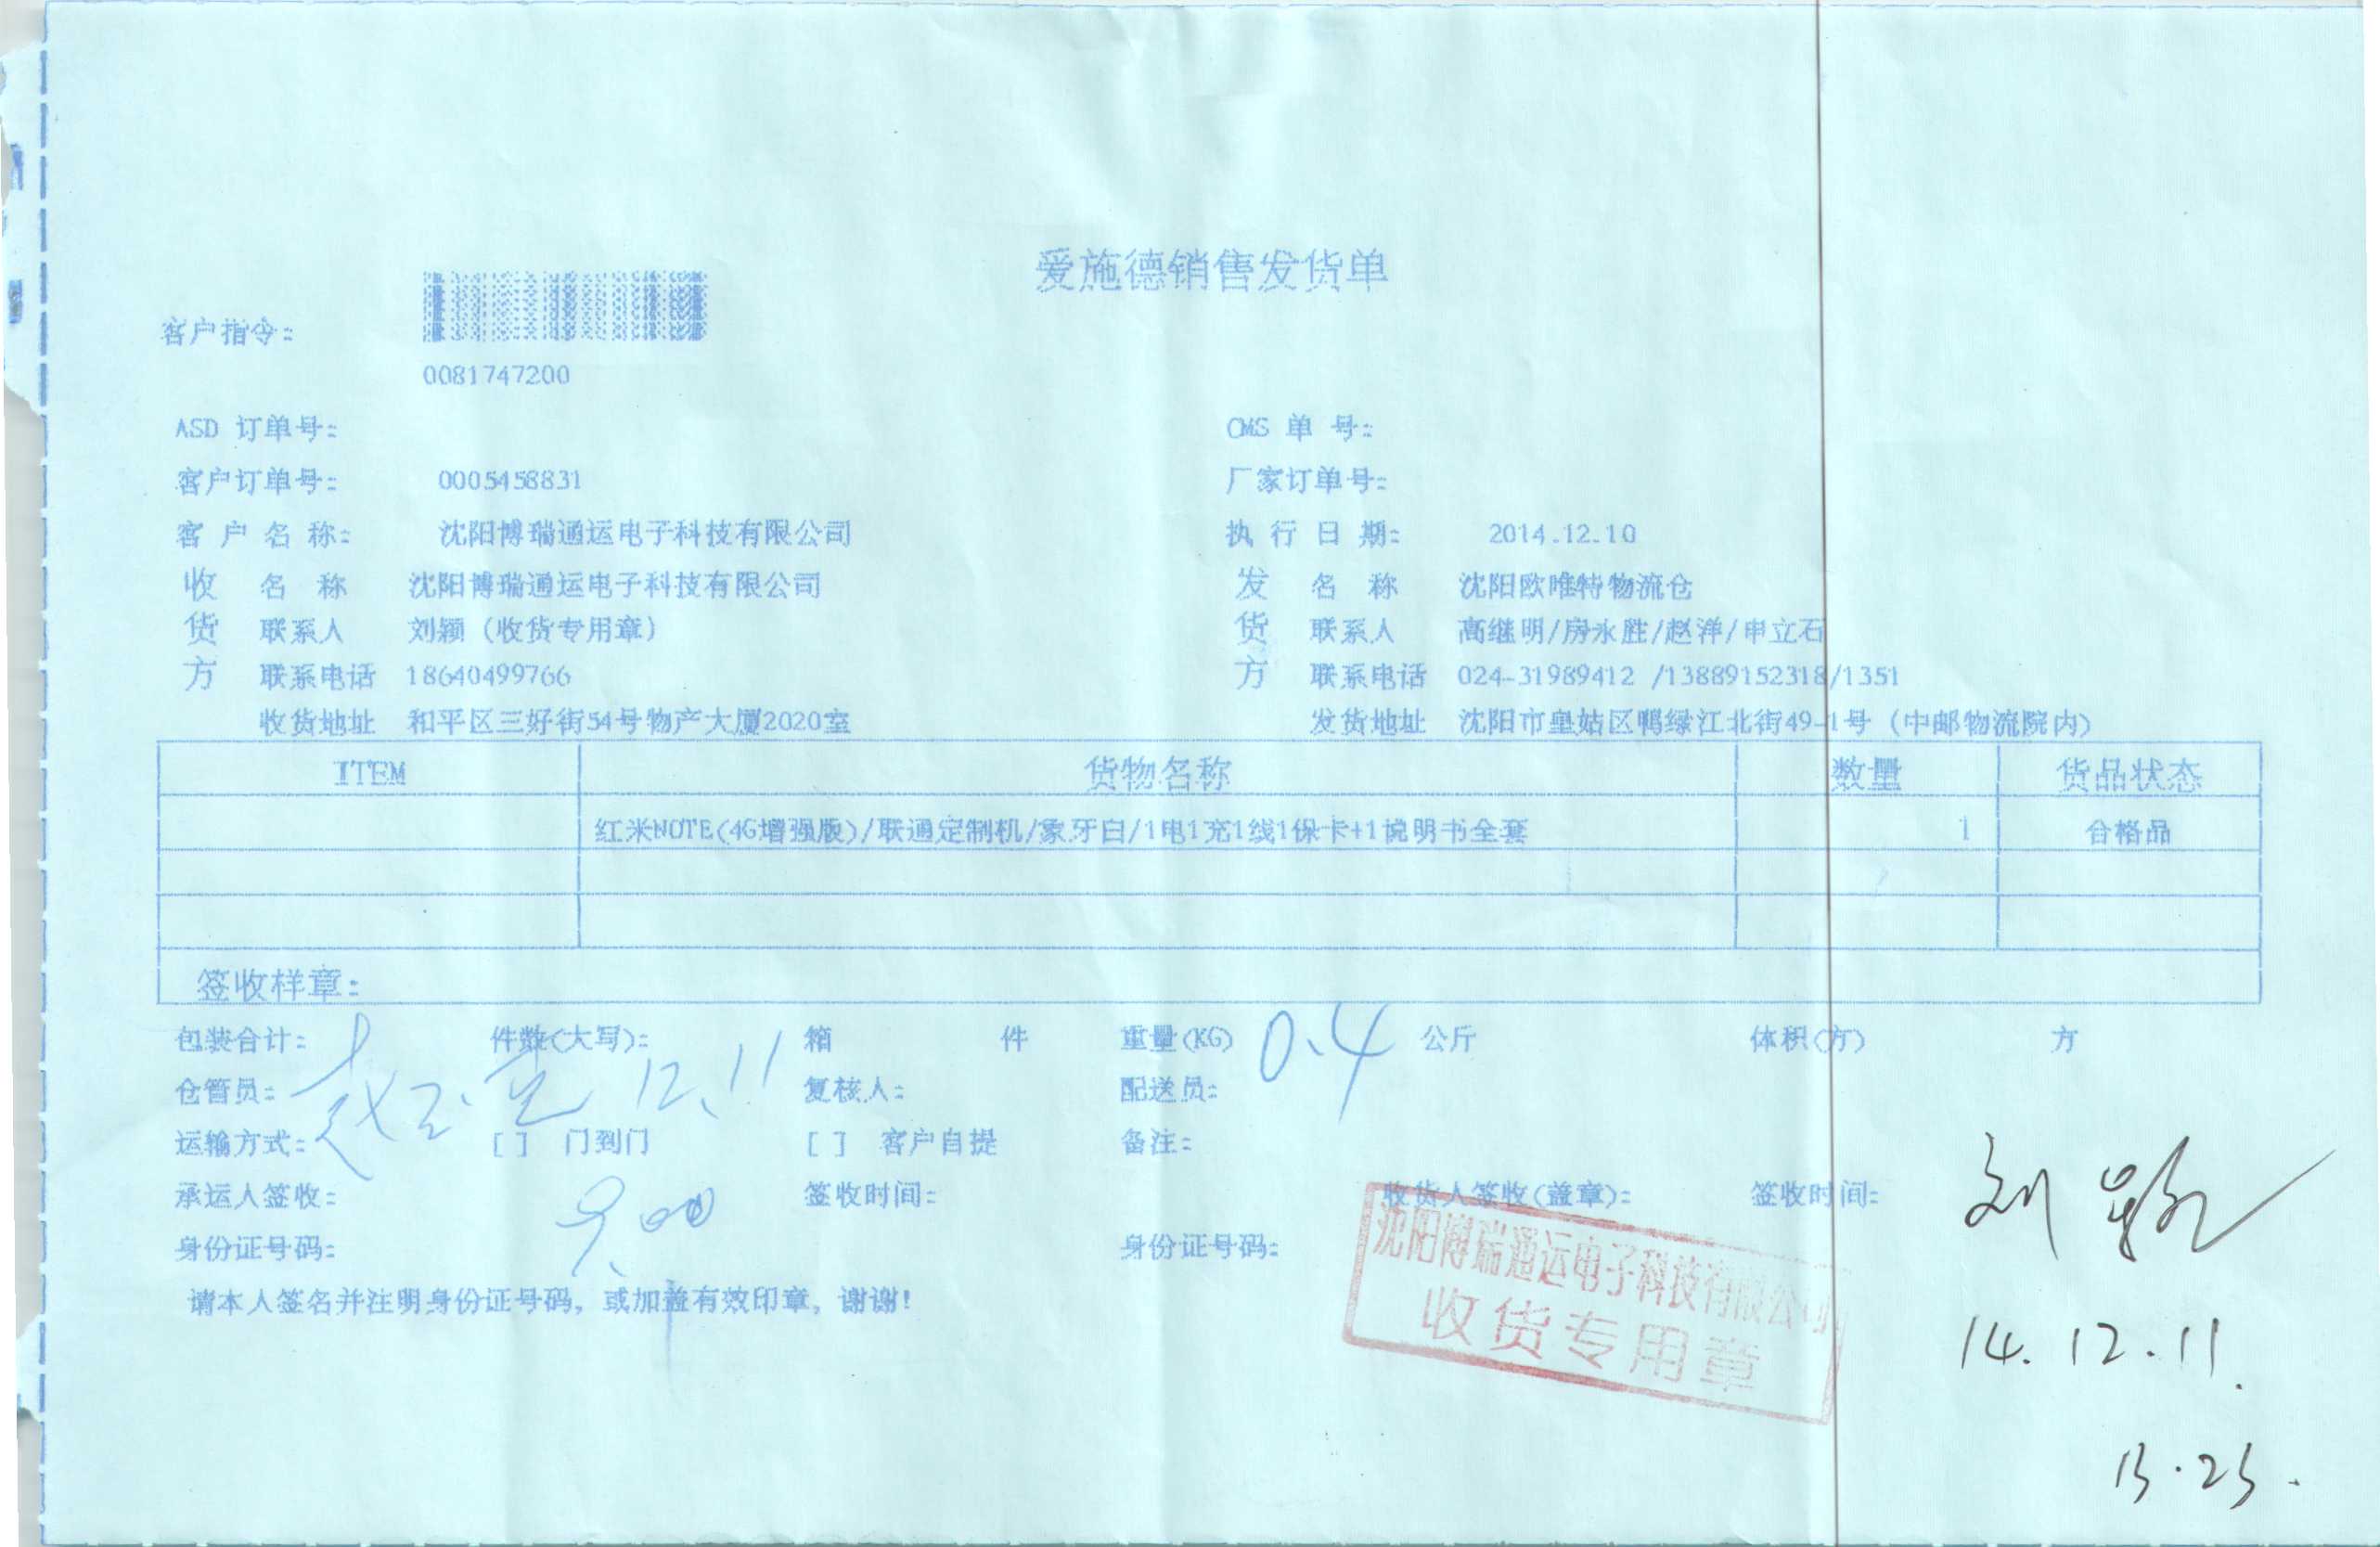 爱施德销售发货单
客户指令:
0081747200
ASD 订单号: CMS 单 号:
客户订单号: 0005458831 厂家订单号:
客 户 名 称: 沈阳博瑞通运电子科技有限公司 执 行 日 期: 2014.12.10
收 名 称 沈阳博瑞通运电子科技有限公司 发 名 称 沈阳欧唯特物流仓
货 联系人 刘颖（收货专用章） 货 联系人 高继明/房永胜/赵洋/申立石
方 联系电话 18640499766 方 联系电话 024-31989412 /13889152318/1351
收货地址 和平区三好街54号物产大厦2020室 发货地址 沈阳市皇姑区鸭绿江北街49-1号（中邮物流院内）
ITEM 货物名称 数量 货品状态
红米NOTE(4G增强版)/联通定制机/象牙白/1电1充1线1保卡+1说明书全套 1 合格品
签收样章:
包装合计: 件数(大写): 箱 件 重量(KG) 0.4 公斤 体积(方) 方
仓管员: 12.11 复核人: 配送员:
运输方式: [ ] 门到门 [ ] 客户自提 备注:
承运人签收: 签收时间: 收货人签收(盖章): 签收时间: 刘颖
9.00
身份证号码: 身份证号码:
沈阳博瑞通运电子科技有限公司
收货专用章
请本人签名并注明身份证号码, 或加盖有效印章, 谢谢!
14.12.11.